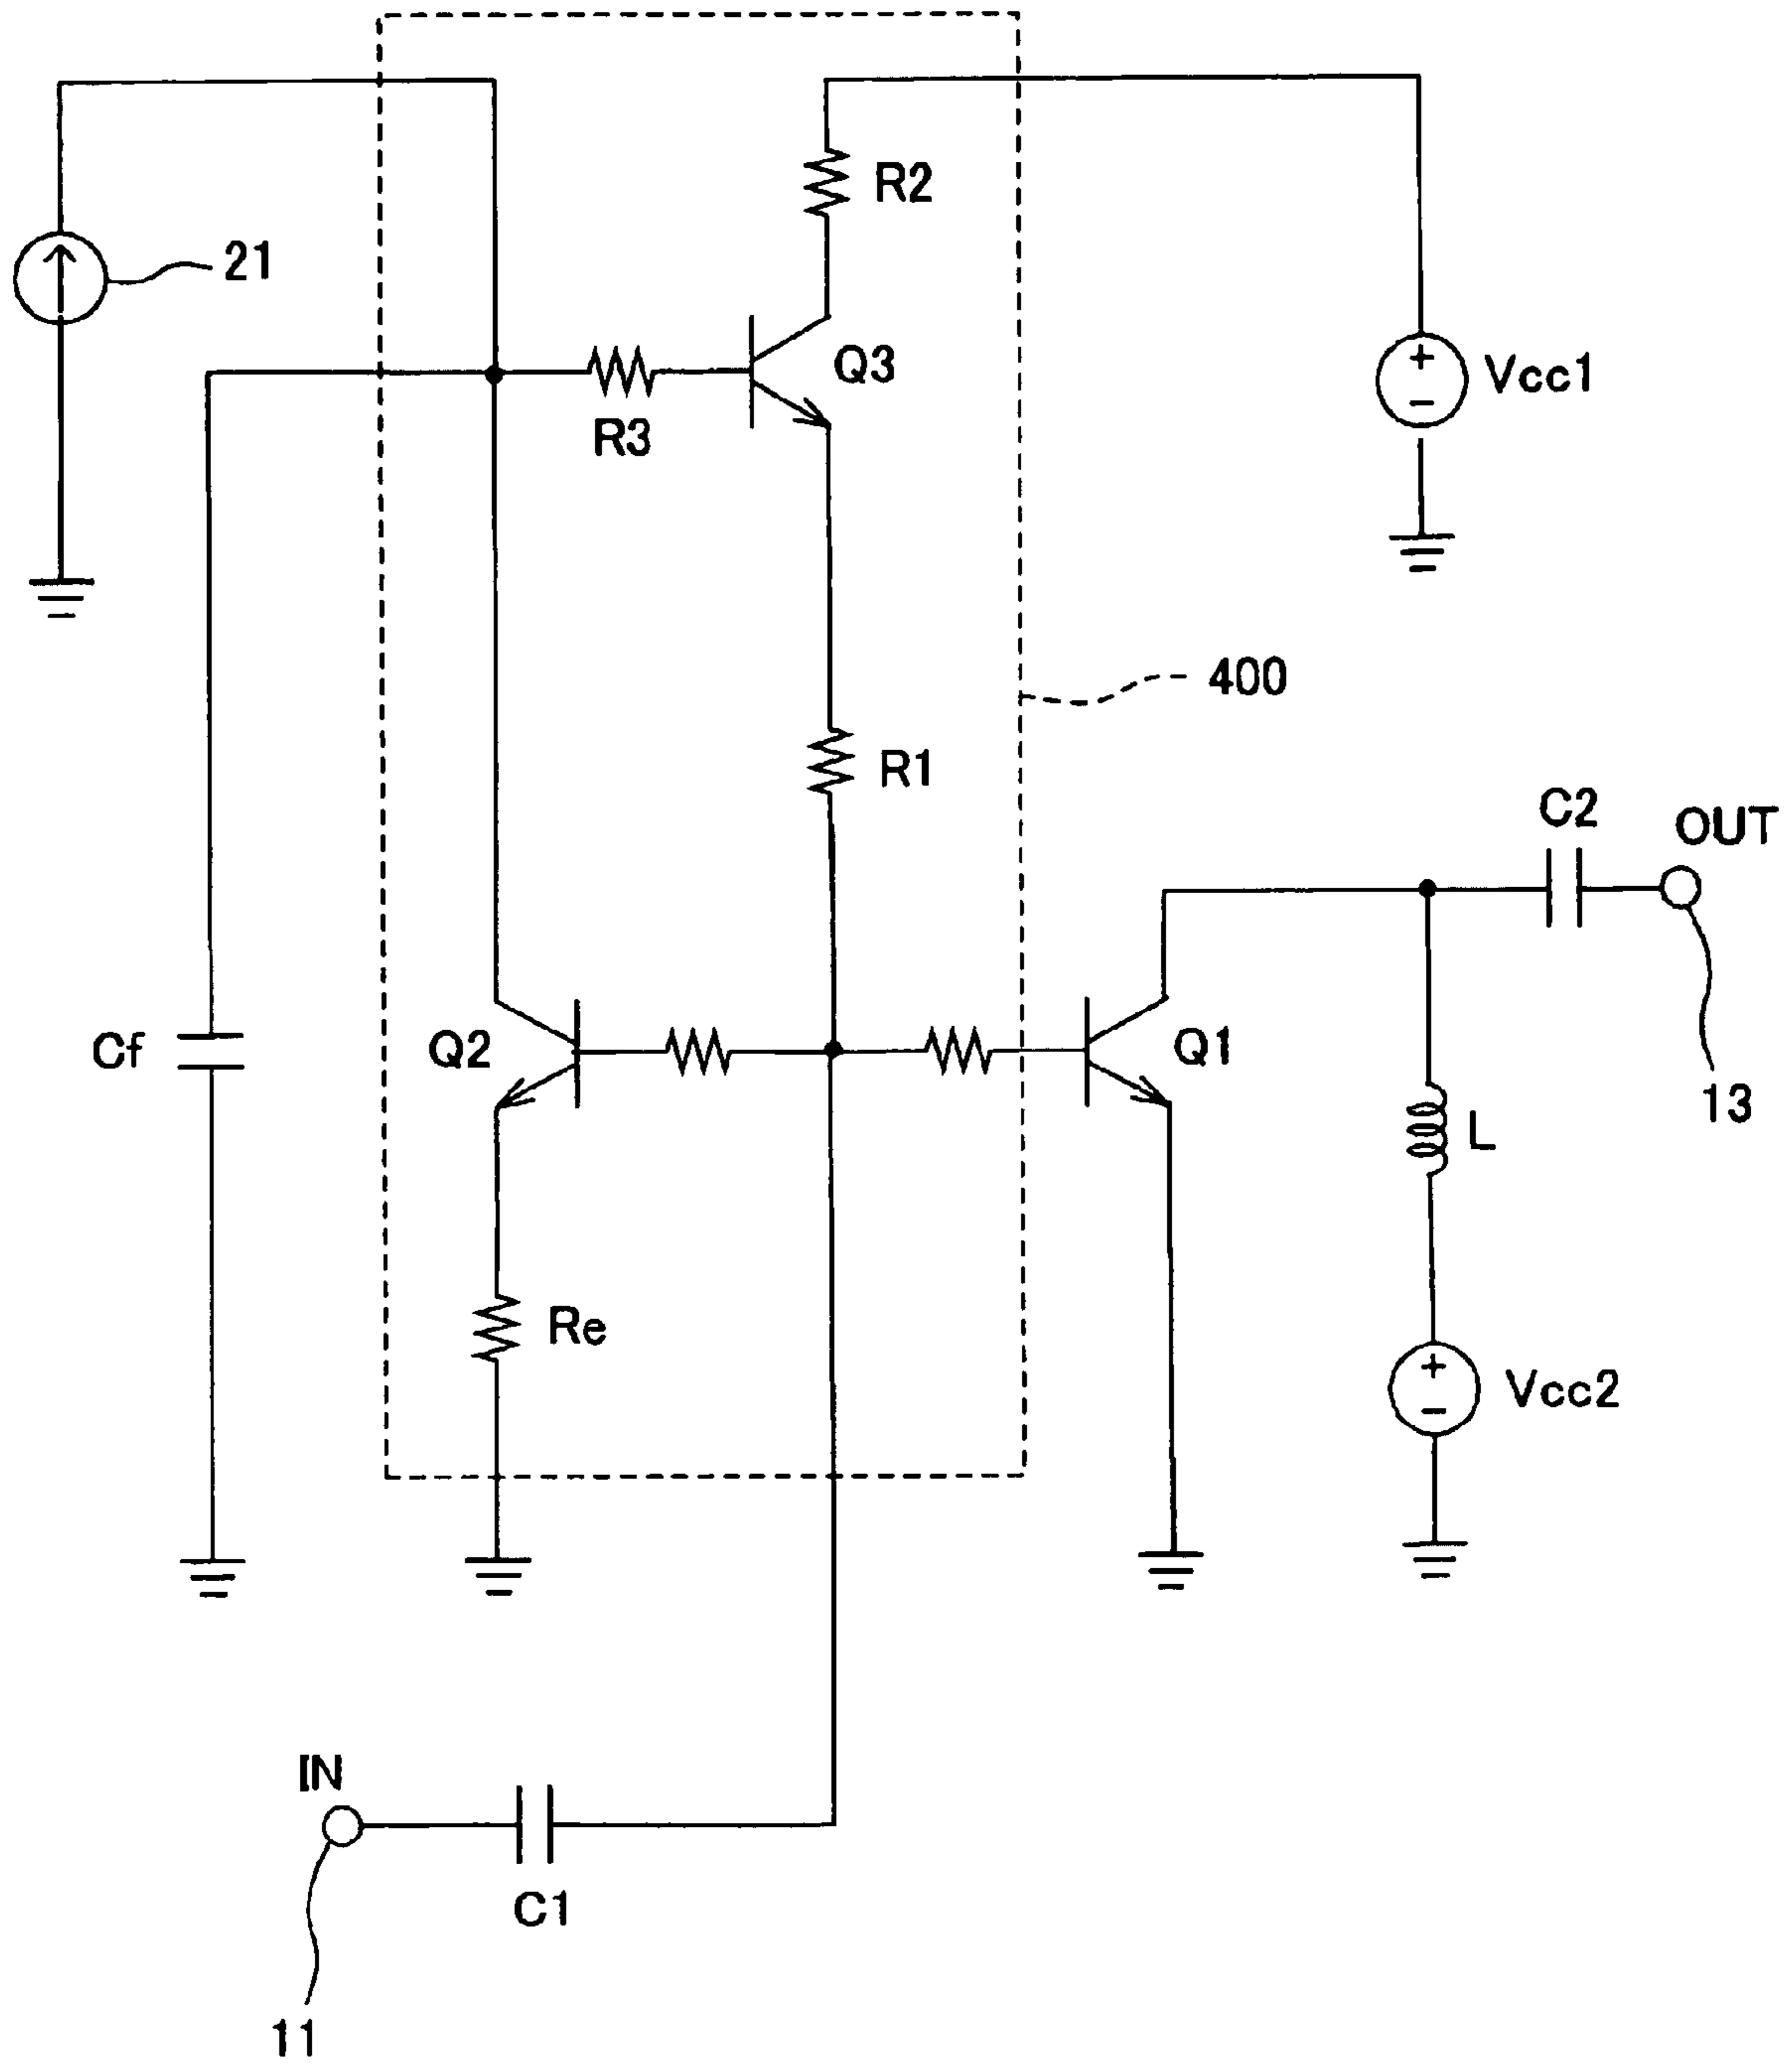 R2
21
Q3
Vcc1
R3
400
R1
C2
OUT
Cf
Q2
Q1
13
L
Re
Vcc2
IN
C1
11